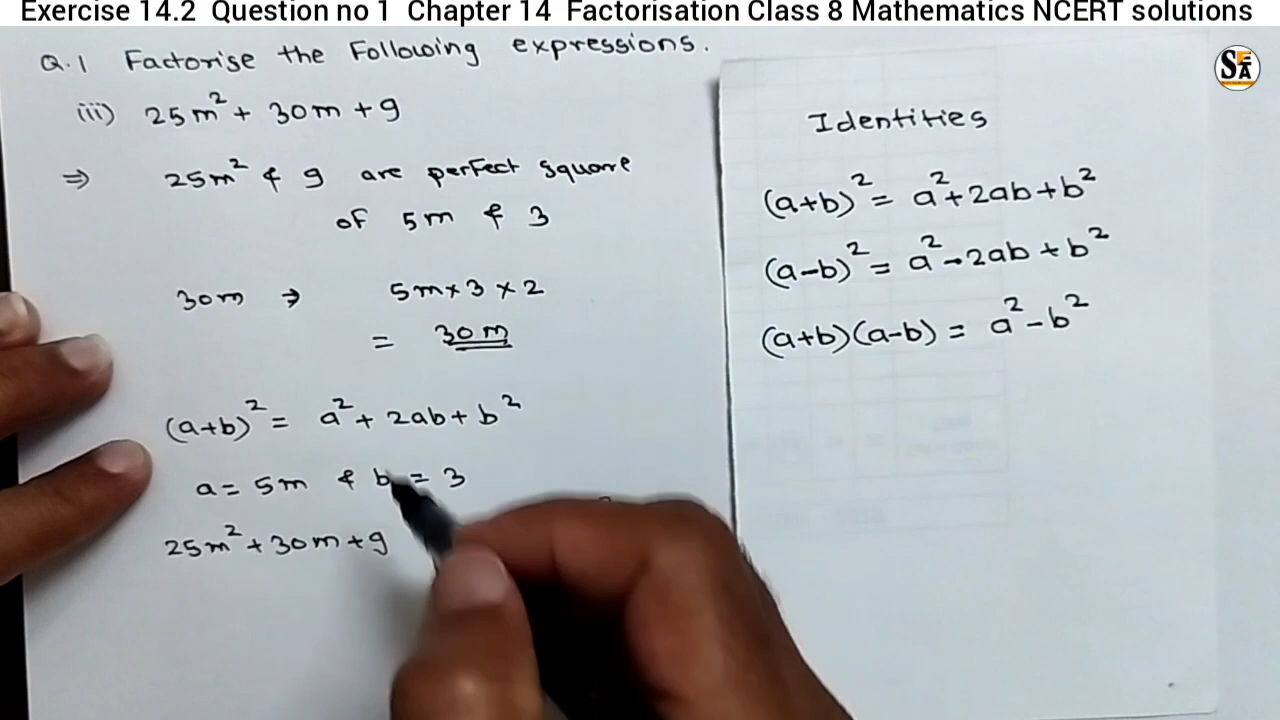 Exercise 14.2 Question no 1 Chapter 14 Factorisation Class 8 Mathematics NCERT solutions
SFA
Q.1 Factorise the Following expressions.
iii) 25m² + 30m + 9
⇒ 25m² & 9 are perfect square
of 5m & 3
30m → 5m × 3 × 2
= 30m
(a+b)² = a² + 2ab + b²
a = 5m & b = 3
25m² + 30m + 9
Identities
(a+b)² = a² + 2ab + b²
(a-b)² = a² - 2ab + b²
(a+b)(a-b) = a² - b²